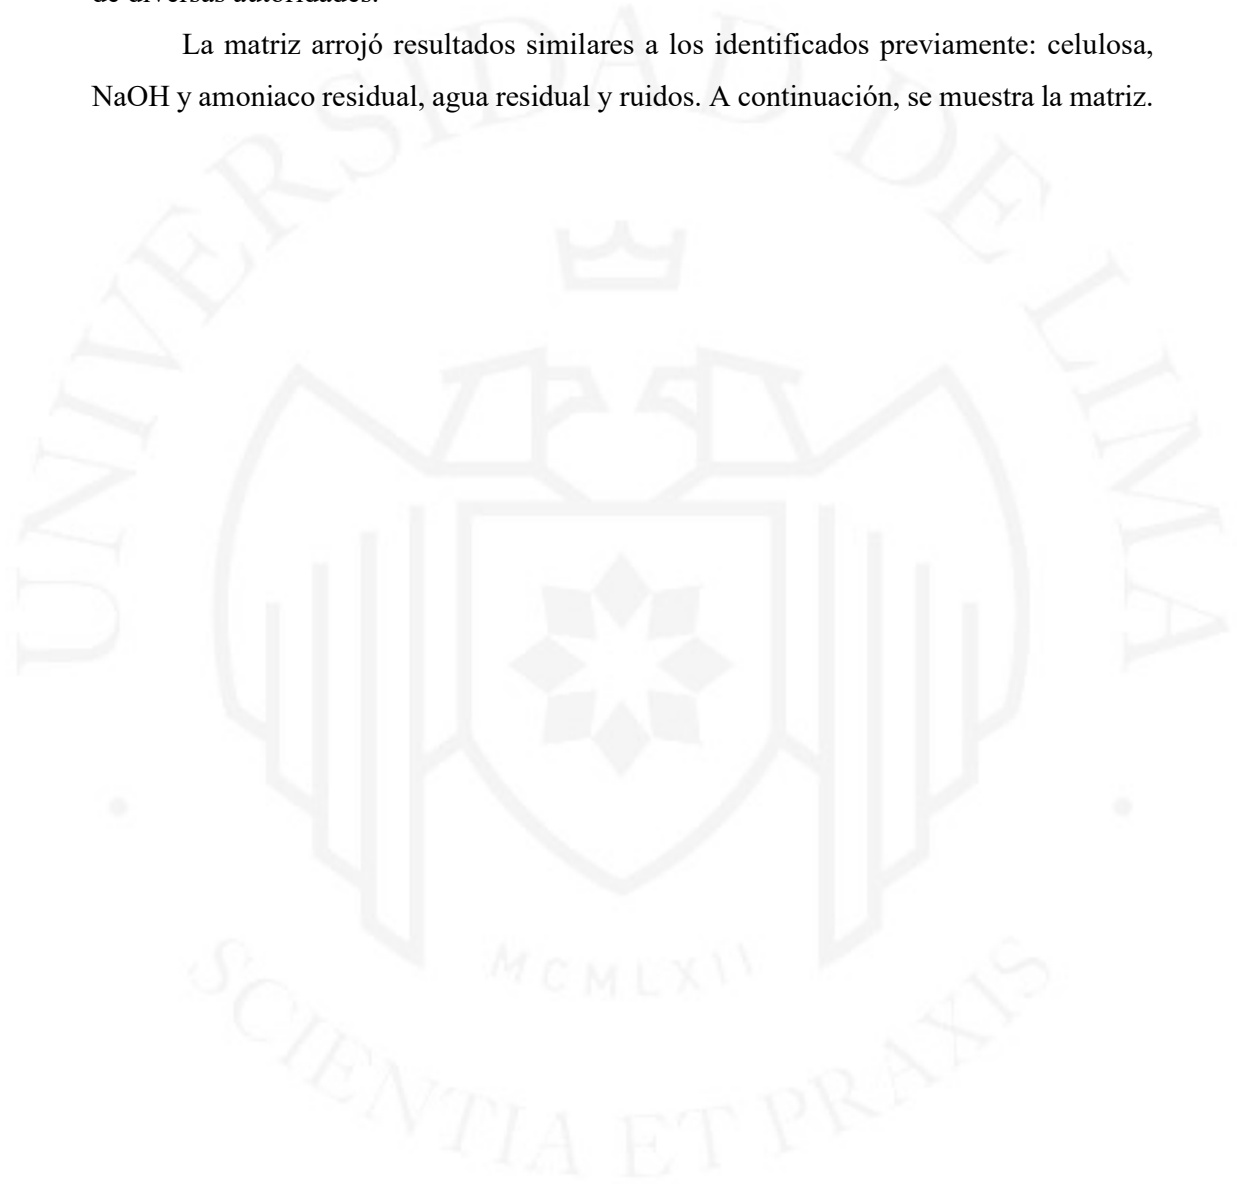 de diversas autoridades.
La matriz arrojó resultados similares a los identificados previamente: celulosa,
NaOH y amoniaco residual, agua residual y ruidos. A continuación, se muestra la matriz.
UNIVERSIDAD DE LIMA
MCMLXII
SCIENTIA ET PRAXIS